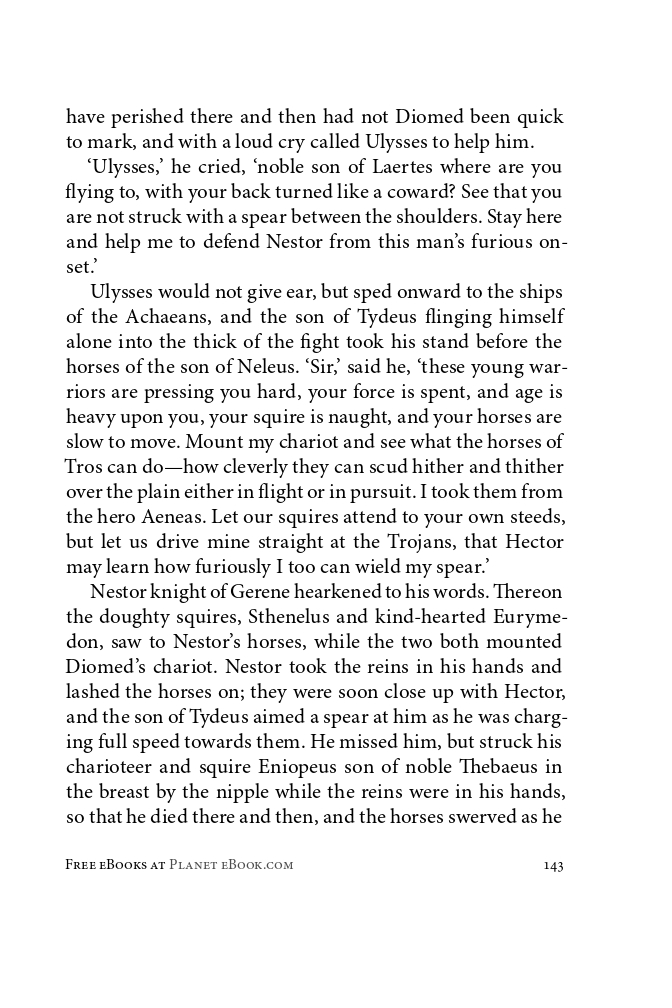 have perished there and then had not Diomed been quick
to mark, and with a loud cry called Ulysses to help him.
‘Ulysses,’ he cried, ‘noble son of Laertes where are you
flying to, with your back turned like a coward? See that you
are not struck with a spear between the shoulders. Stay here
and help me to defend Nestor from this man’s furious on-
set.’
Ulysses would not give ear, but sped onward to the ships
of the Achaeans, and the son of Tydeus flinging himself
alone into the thick of the fight took his stand before the
horses of the son of Neleus. ‘Sir,’ said he, ‘these young war-
riors are pressing you hard, your force is spent, and age is
heavy upon you, your squire is naught, and your horses are
slow to move. Mount my chariot and see what the horses of
Tros can do—how cleverly they can scud hither and thither
over the plain either in flight or in pursuit. I took them from
the hero Aeneas. Let our squires attend to your own steeds,
but let us drive mine straight at the Trojans, that Hector
may learn how furiously I too can wield my spear.’
Nestor knight of Gerene hearkened to his words. Thereon
the doughty squires, Sthenelus and kind-hearted Euryme-
don, saw to Nestor’s horses, while the two both mounted
Diomed’s chariot. Nestor took the reins in his hands and
lashed the horses on; they were soon close up with Hector,
and the son of Tydeus aimed a spear at him as he was charg-
ing full speed towards them. He missed him, but struck his
charioteer and squire Eniopeus son of noble Thebaeus in
the breast by the nipple while the reins were in his hands,
so that he died there and then, and the horses swerved as he
Free eBooks at Planet eBook.com 143